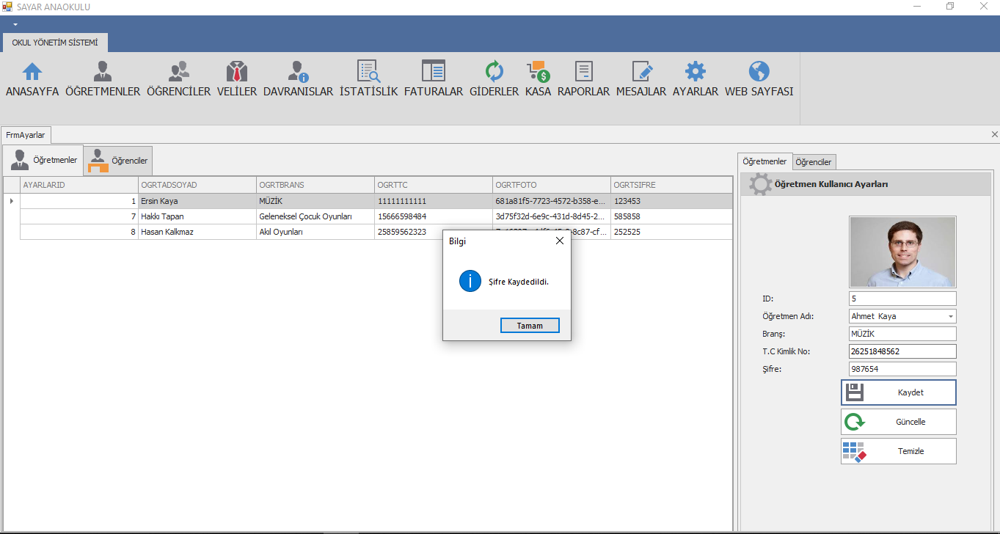 SAYAR ANAOKULU
OKUL YÖNETİM SİSTEMİ
ANASAYFA ÖĞRETMENLER ÖĞRENCİLER VELİLER DAVRANISLAR İSTATİSLİK FATURALAR GİDERLER KASA RAPORLAR MESAJLAR AYARLAR WEB SAYFASI
FrmAyarlar
Öğretmenler Öğrenciler
AYARLARID OGRTADSOYAD OGRTBRANS OGRTTC OGRTFOTO OGRTSIFRE
1 Ersin Kaya MÜZİK 11111111111 681a81f5-7723-4572-b358-e... 123453
7 Hakkı Tapan Geleneksel Çocuk Oyunları 15666598484 3d75f32d-6e9c-431d-8d45-2... 585858
8 Hasan Kalkmaz Akıl Oyunları 25859562323 252525
Bilgi
Şifre Kaydedildi.
Tamam
Öğretmenler Öğrenciler
Öğretmen Kullanıcı Ayarları
ID: 5
Öğretmen Adı: Ahmet Kaya
Branş: MÜZİK
T.C Kimlik No: 26251848562
Şifre: 987654
Kaydet
Güncelle
Temizle